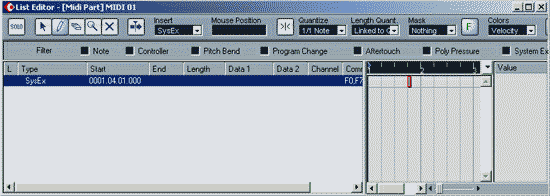 List Editor - [Midi Part] MIDI 01
SOLO Insert Mouse Position Quantize Length Quant. Mask Colors
SysEx 1/1 Note Linked to Nothing F Velocity
Filter Note Controller Pitch Bend Program Change Aftertouch Poly Pressure System Ex
L Type Start End Length Data 1 Data 2 Channel Comm 2 3 Value
SysEx 0001.04.01.000 F0,F7